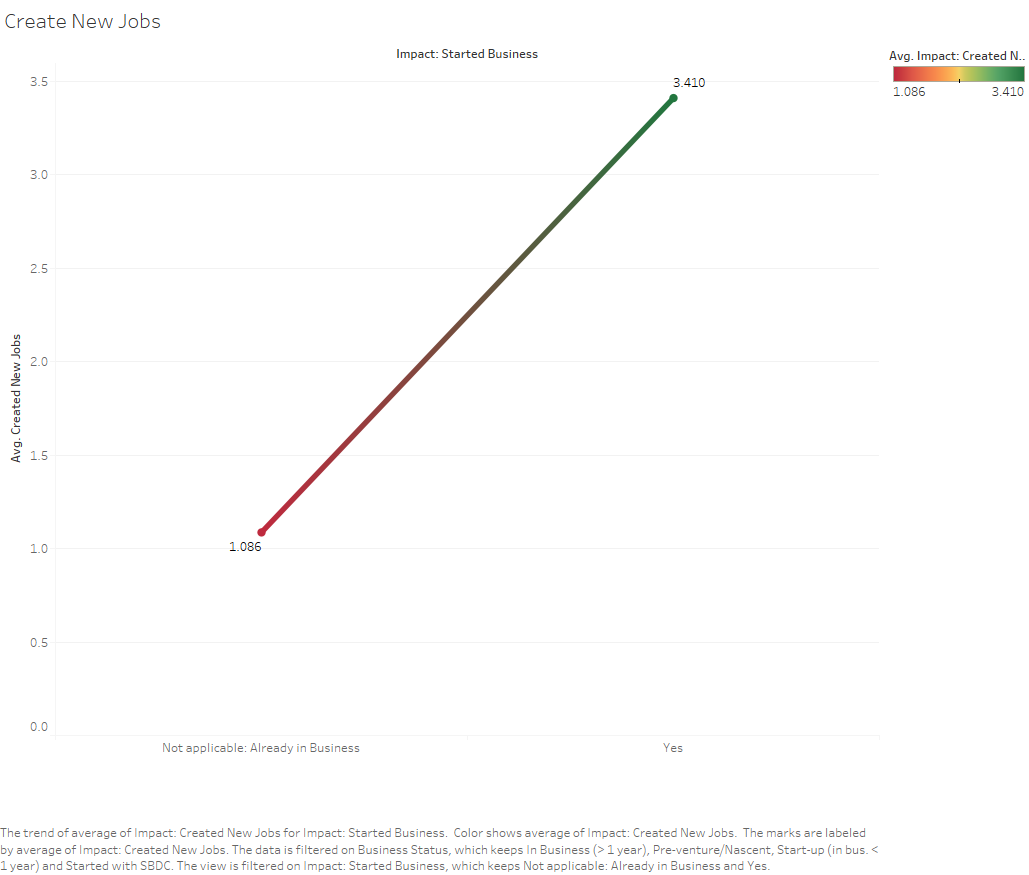 Create New Jobs
Impact: Started Business
Avg. Impact: Created N..
1.086
3.410
3.5
3.0
2.5
2.0
1.5
1.0
0.5
0.0
Avg. Created New Jobs
3.410
1.086
Not applicable: Already in Business
Yes
The trend of average of Impact: Created New Jobs for Impact: Started Business.  Color shows average of Impact: Created New Jobs.  The marks are labeled
by average of Impact: Created New Jobs. The data is filtered on Business Status, which keeps In Business (> 1 year), Pre-venture/Nascent, Start-up (in bus. <
1 year) and Started with SBDC. The view is filtered on Impact: Started Business, which keeps Not applicable: Already in Business and Yes.